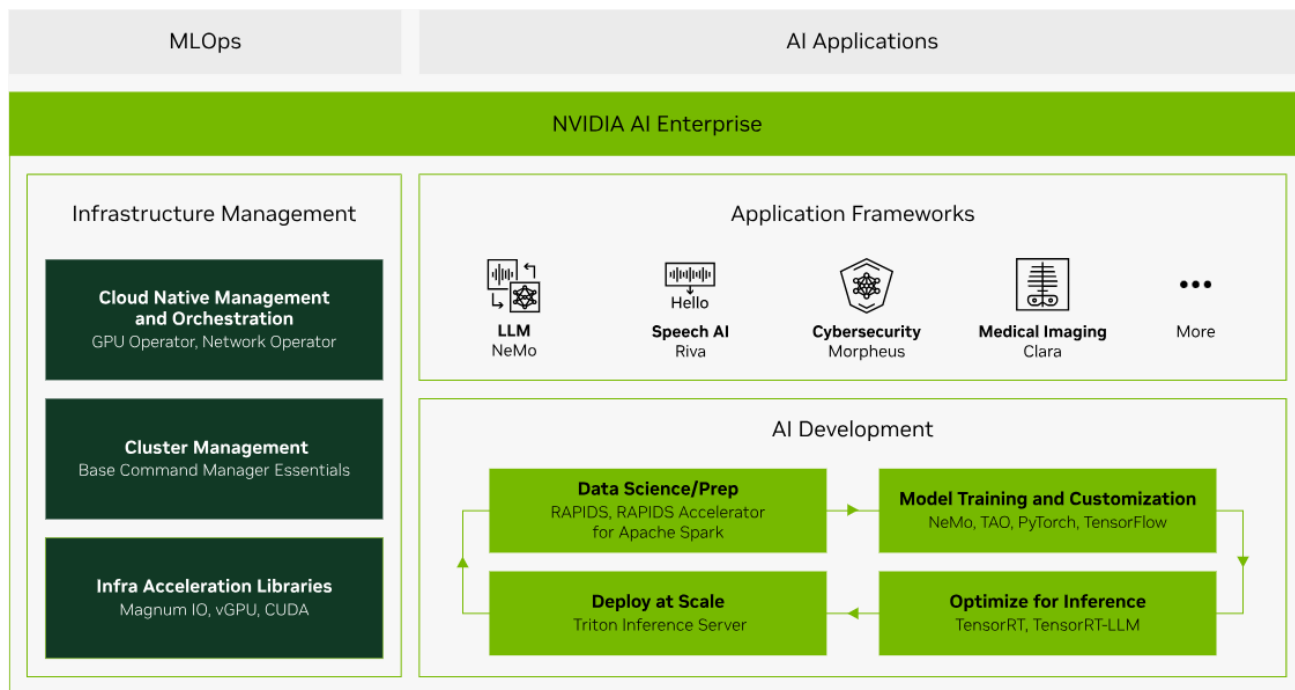 MLOps
AI Applications
NVIDIA AI Enterprise
Infrastructure Management
Cloud Native Management
and Orchestration
GPU Operator, Network Operator
Cluster Management
Base Command Manager Essentials
Infra Acceleration Libraries
Magnum IO, vGPU, CUDA
Application Frameworks
LLM
NeMo
Hello
Speech AI
Riva
Cybersecurity
Morpheus
Medical Imaging
Clara
More
AI Development
Data Science/Prep
RAPIDS, RAPIDS Accelerator
for Apache Spark
Model Training and Customization
NeMo, TAO, PyTorch, TensorFlow
Deploy at Scale
Triton Inference Server
Optimize for Inference
TensorRT, TensorRT-LLM